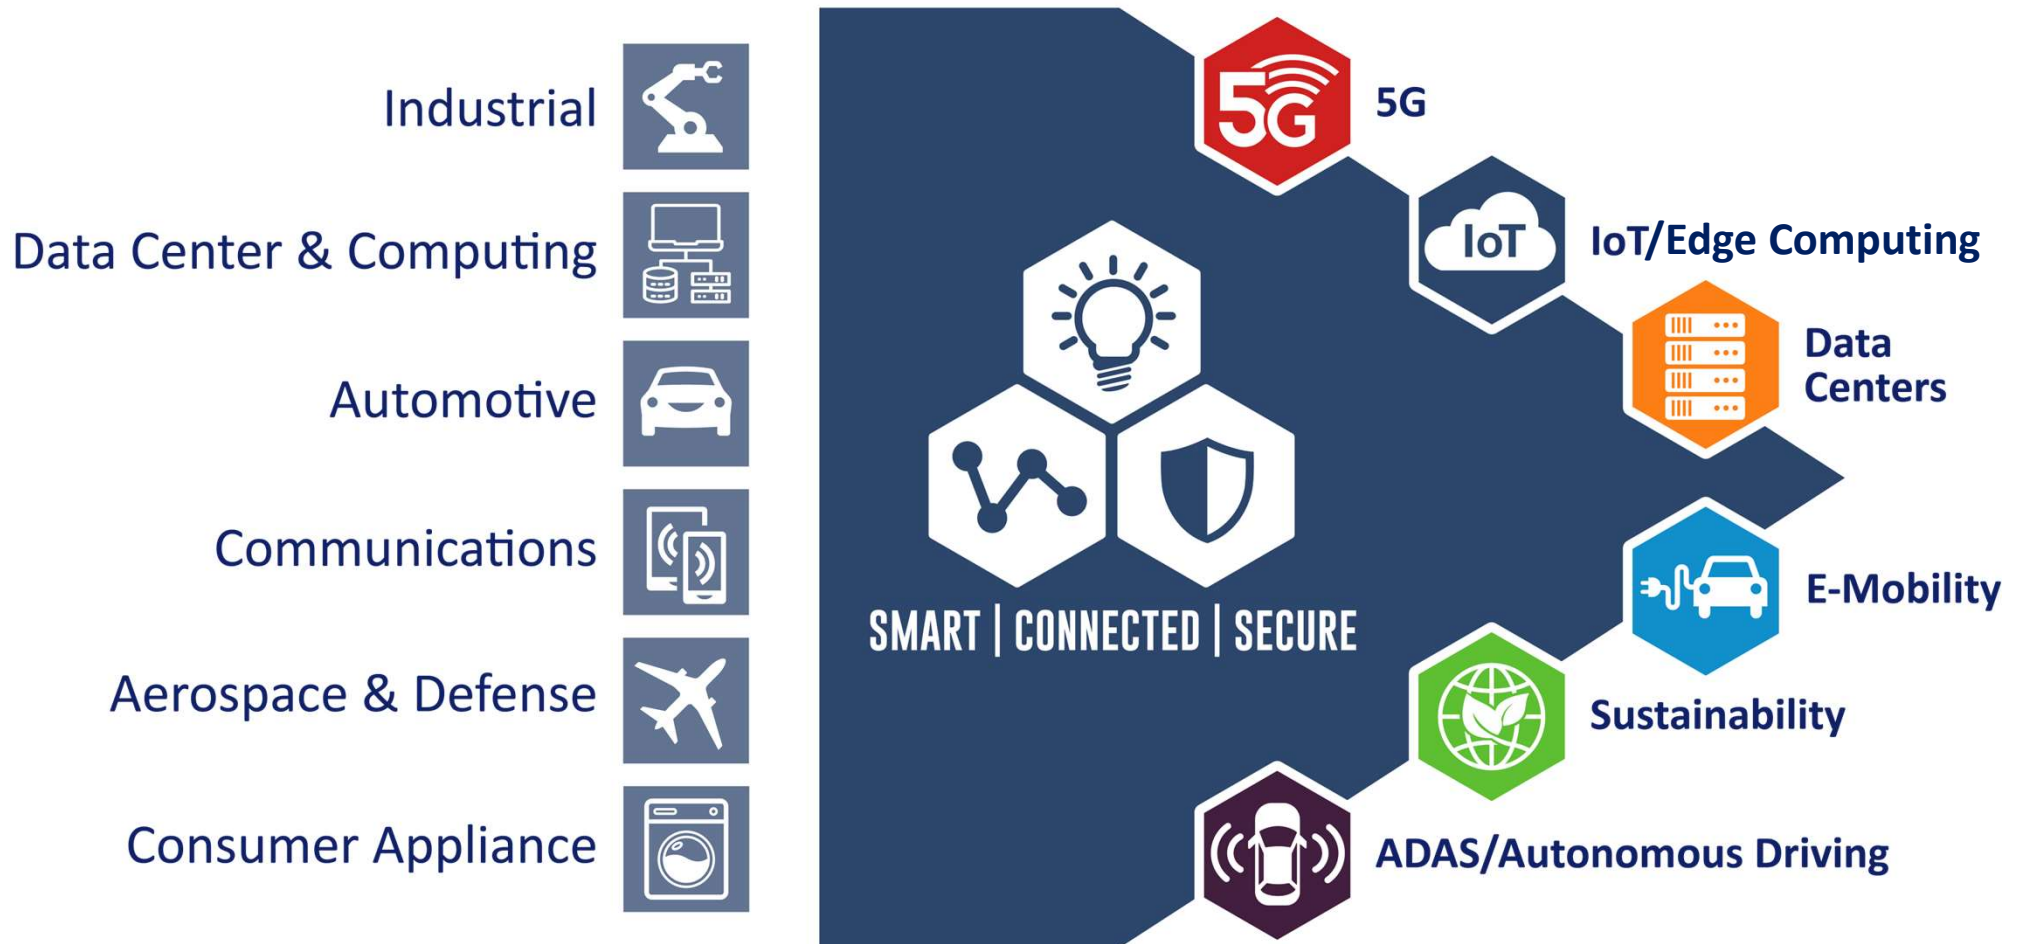 Industrial
Data Center & Computing
Automotive
Communications
Aerospace & Defense
Consumer Appliance
SMART | CONNECTED | SECURE
5G
5G
IoT
IoT/Edge Computing
Data
Centers
E-Mobility
Sustainability
ADAS/Autonomous Driving